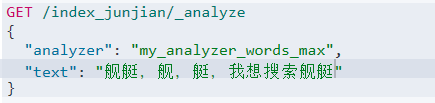 GET /index_junjian/_analyze
{
  "analyzer": "my_analyzer_words_max",
  "text": "舰艇，舰，艇，我想搜索舰艇"
}